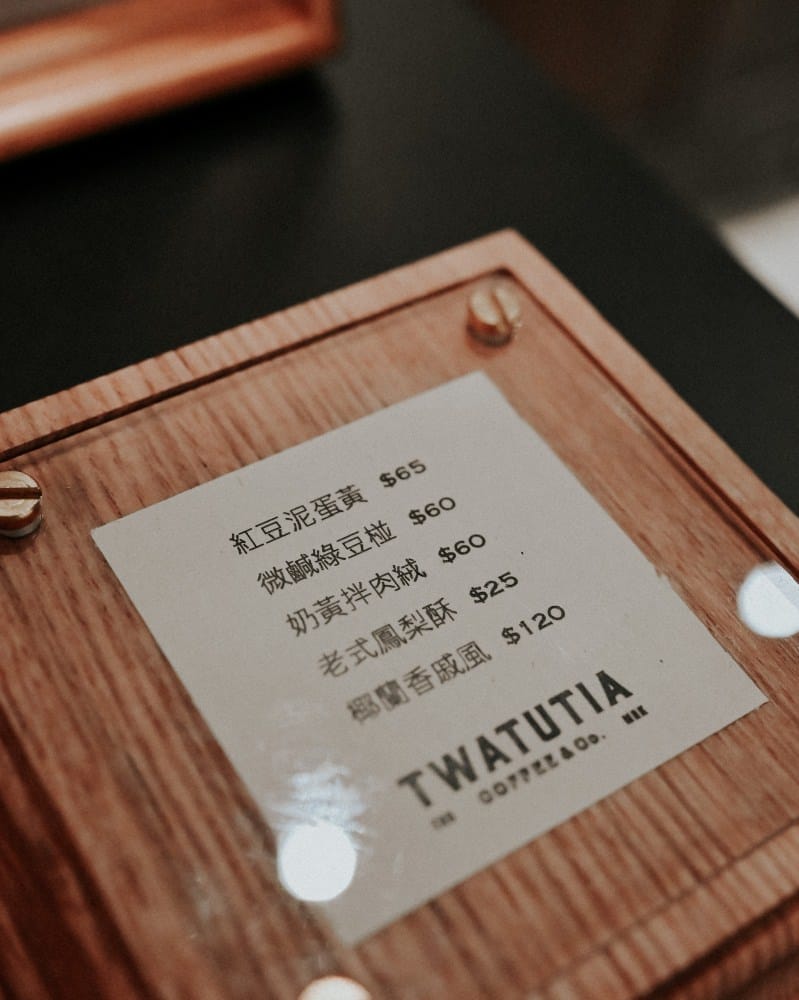 紅豆泥蛋黃 $65
微鹹綠豆椪 $60
奶黃拌肉絨 $60
老式鳳梨酥 $25
椰蘭香戚風 $120
TWATUTIA
COFFEE & Co.